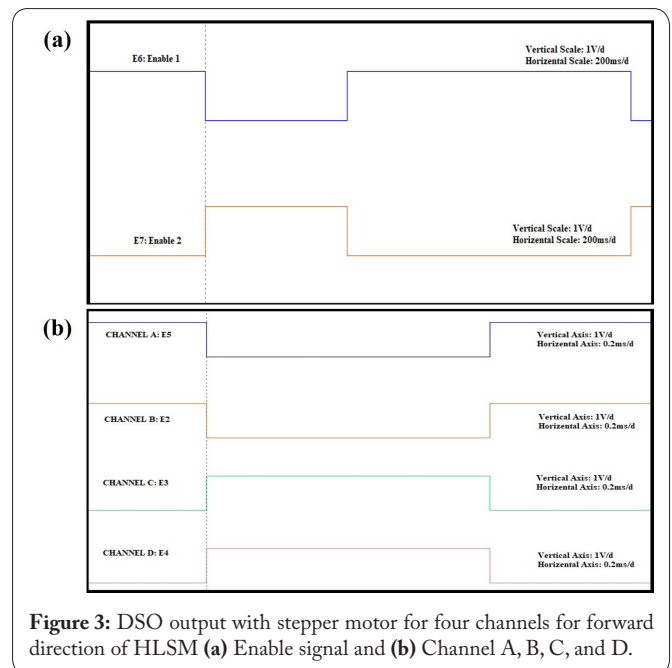 (a)
E6: Enable 1
Vertical Scale: 1V/d
Horizental Scale: 200ms/d
E7: Enable 2
Vertical Scale: 1V/d
Horizental Scale: 200ms/d
(b)
CHANNEL A: E5
Vertical Axis: 1V/d
Horizental Axis: 0.2ms/d
CHANNEL B: E2
Vertical Axis: 1V/d
Horizental Axis: 0.2ms/d
CHANNEL C: E3
Vertical Axis: 1V/d
Horizental Axis: 0.2ms/d
CHANNEL D: E4
Vertical Axis: 1V/d
Horizental Axis: 0.2ms/d
Figure 3: DSO output with stepper motor for four channels for forward
direction of HLSM (a) Enable signal and (b) Channel A, B, C, and D.